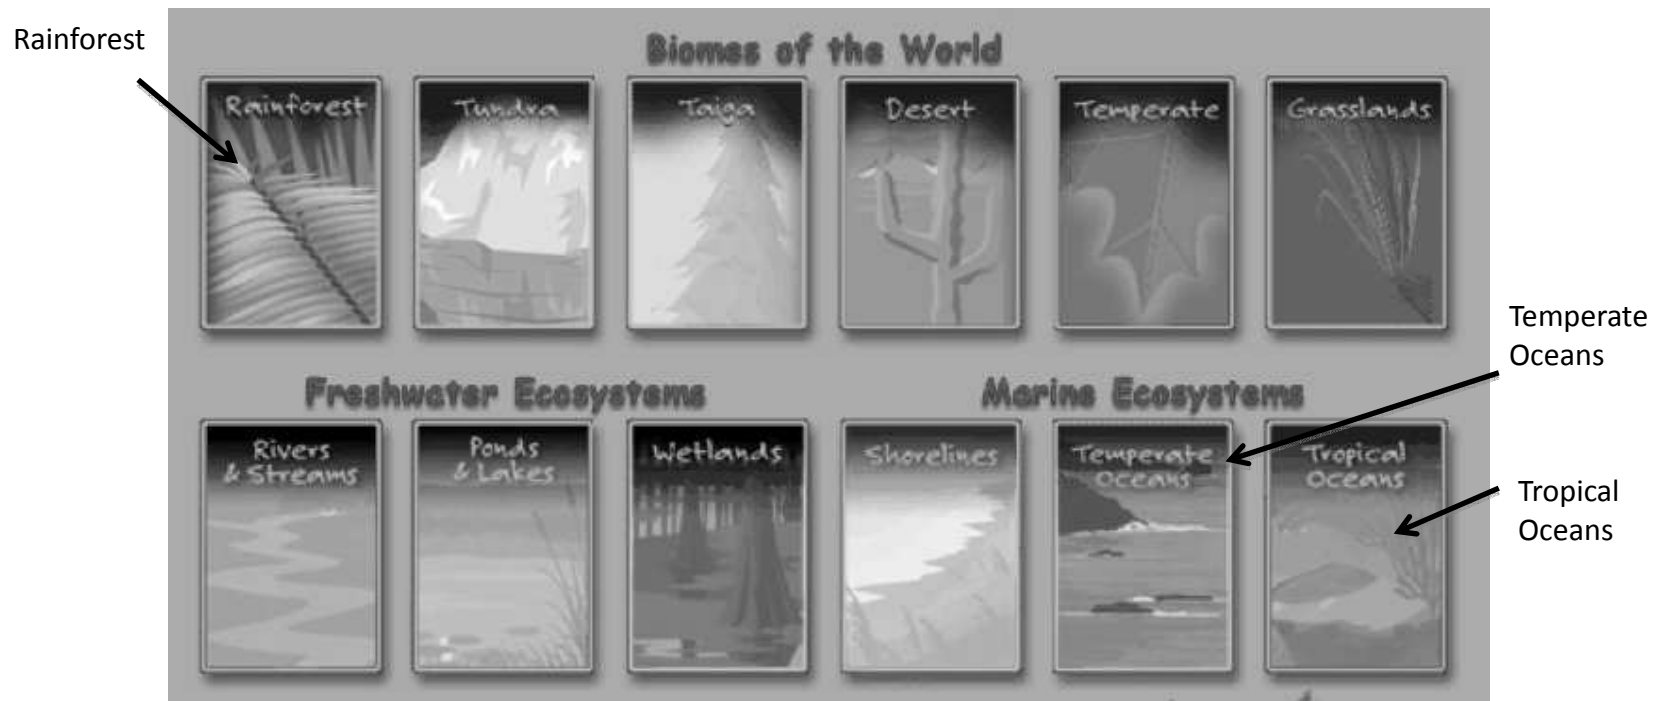 Rainforest
Biomes of the World
Rainforest
Tundra
Taiga
Desert
Temperate
Grasslands
Temperate
Oceans
Freshwater Ecosystems
Marine Ecosystems
Rivers
& Streams
Ponds
& Lakes
Wetlands
Shorelines
Temperate
Oceans
Tropical
Oceans
Tropical
Oceans